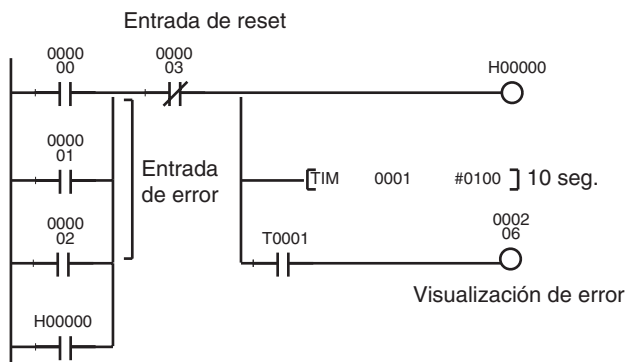 Entrada de reset
0000
00
0000
03
H00000
0000
01
Entrada
de error
TIM 0001 #0100 10 seg.
0000
02
T0001
0002
06
Visualización de error
H00000